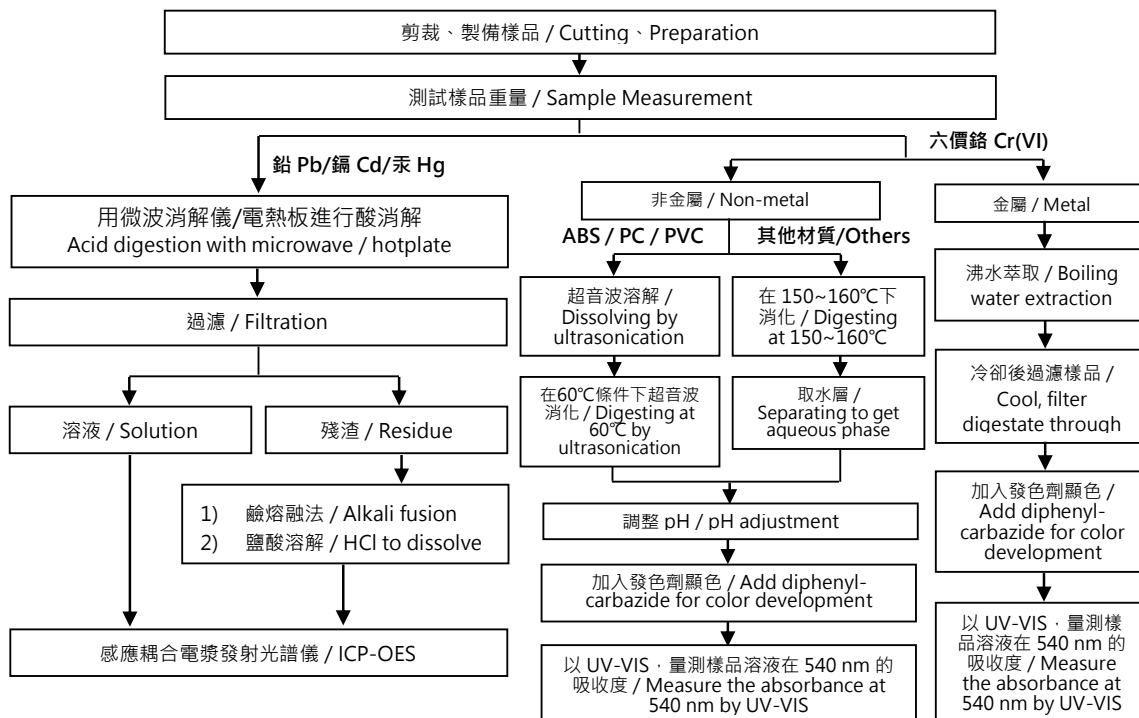 剪裁、製備樣品 / Cutting、Preparation
測試樣品重量 / Sample Measurement
鉛 Pb/鎘 Cd/汞 Hg
六價鉻 Cr(VI)
用微波消解儀/電熱板進行酸消解
Acid digestion with microwave / hotplate
過濾 / Filtration
溶液 / Solution
殘渣 / Residue
1) 鹼熔融法 / Alkali fusion
2) 鹽酸溶解 / HCl to dissolve
感應耦合電漿發射光譜儀 / ICP-OES
非金屬 / Non-metal
ABS / PC / PVC
其他材質/Others
超音波溶解 /
Dissolving by
ultrasonication
在60℃條件下超音波
消化 / Digesting at
60℃ by
ultrasonication
在 150~160℃下
消化 / Digesting
at 150~160℃
取水層 /
Separating to get
aqueous phase
調整 pH / pH adjustment
加入發色劑顯色 / Add diphenyl-
carbazide for color development
以 UV-VIS，量測樣品溶液在 540 nm 的
吸收度 / Measure the absorbance at
540 nm by UV-VIS
金屬 / Metal
沸水萃取 / Boiling
water extraction
冷卻後過濾樣品 /
Cool, filter
digestate through
加入發色劑顯色 /
Add diphenyl-
carbazide for color
development
以 UV-VIS，量測樣
品溶液在 540 nm 的
吸收度 / Measure
the absorbance at
540 nm by UV-VIS